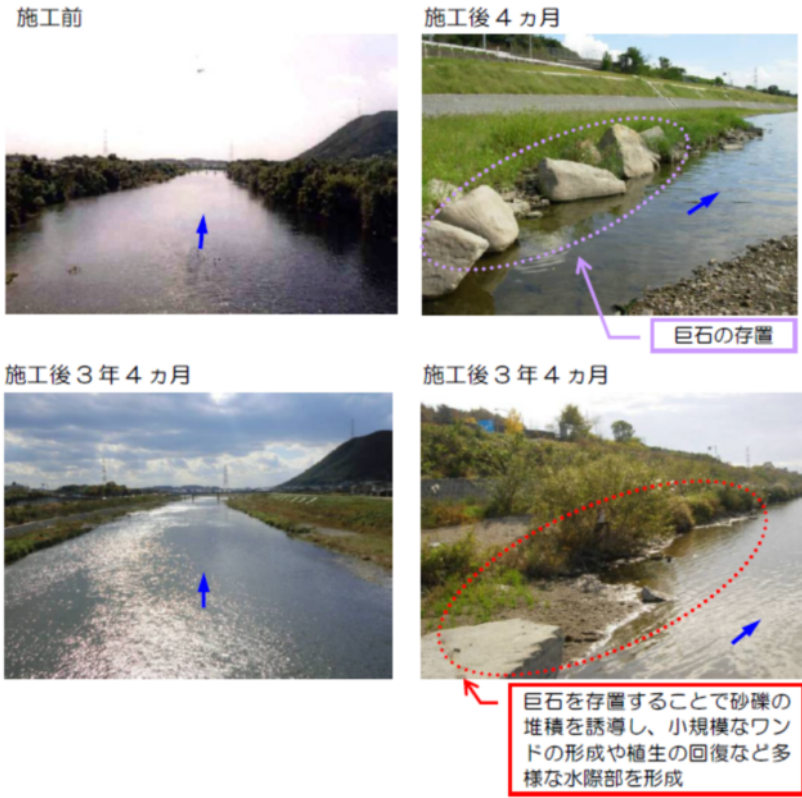 施工前
施工後4ヵ月
巨石の存置
施工後3年4ヵ月
施工後3年4ヵ月
巨石を存置することで砂礫の
堆積を誘導し、小規模なワン
ドの形成や植生の回復など多
様な水際部を形成